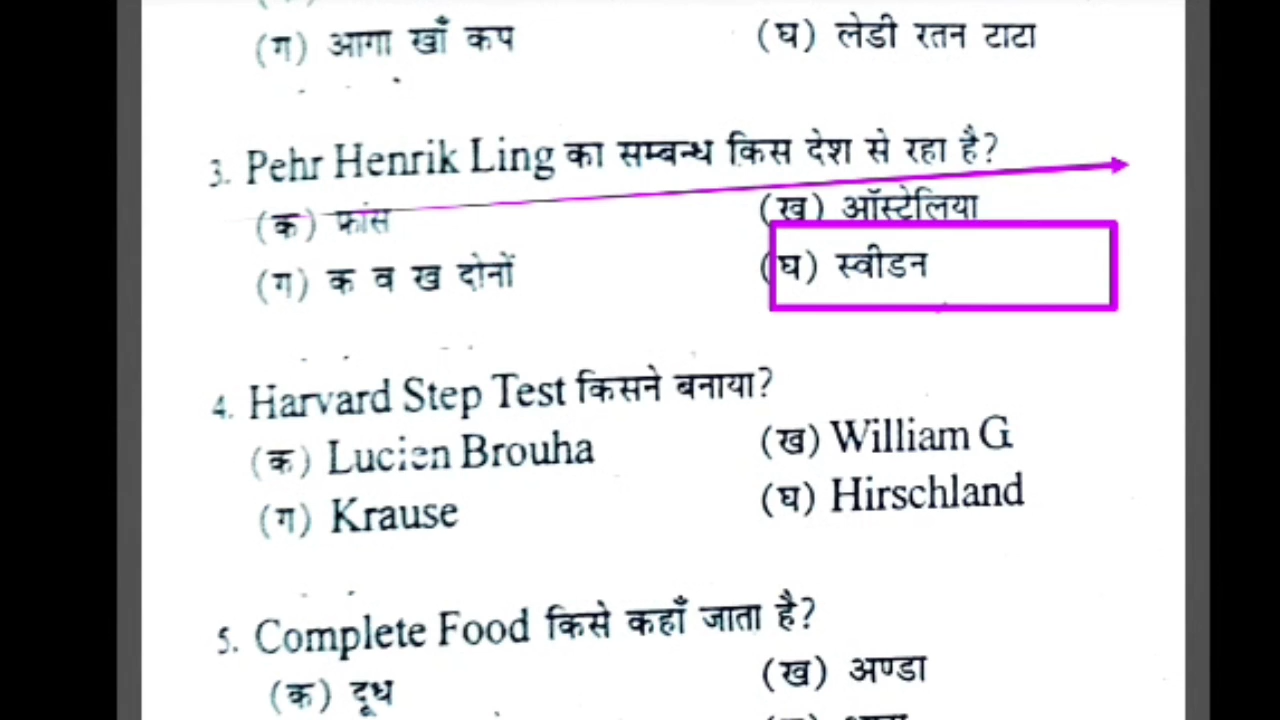 (ग) आगा खाँ कप (घ) लेडी रतन टाटा
3. Pehr Henrik Ling का सम्बन्ध किस देश से रहा है?
(क) फ्रांस (ख) ऑस्टेलिया
(ग) क व ख दोनों (घ) स्वीडन
4. Harvard Step Test किसने बनाया?
(क) Lucien Brouha (ख) William G
(ग) Krause (घ) Hirschland
5. Complete Food किसे कहाँ जाता है?
(क) दूध (ख) अण्डा